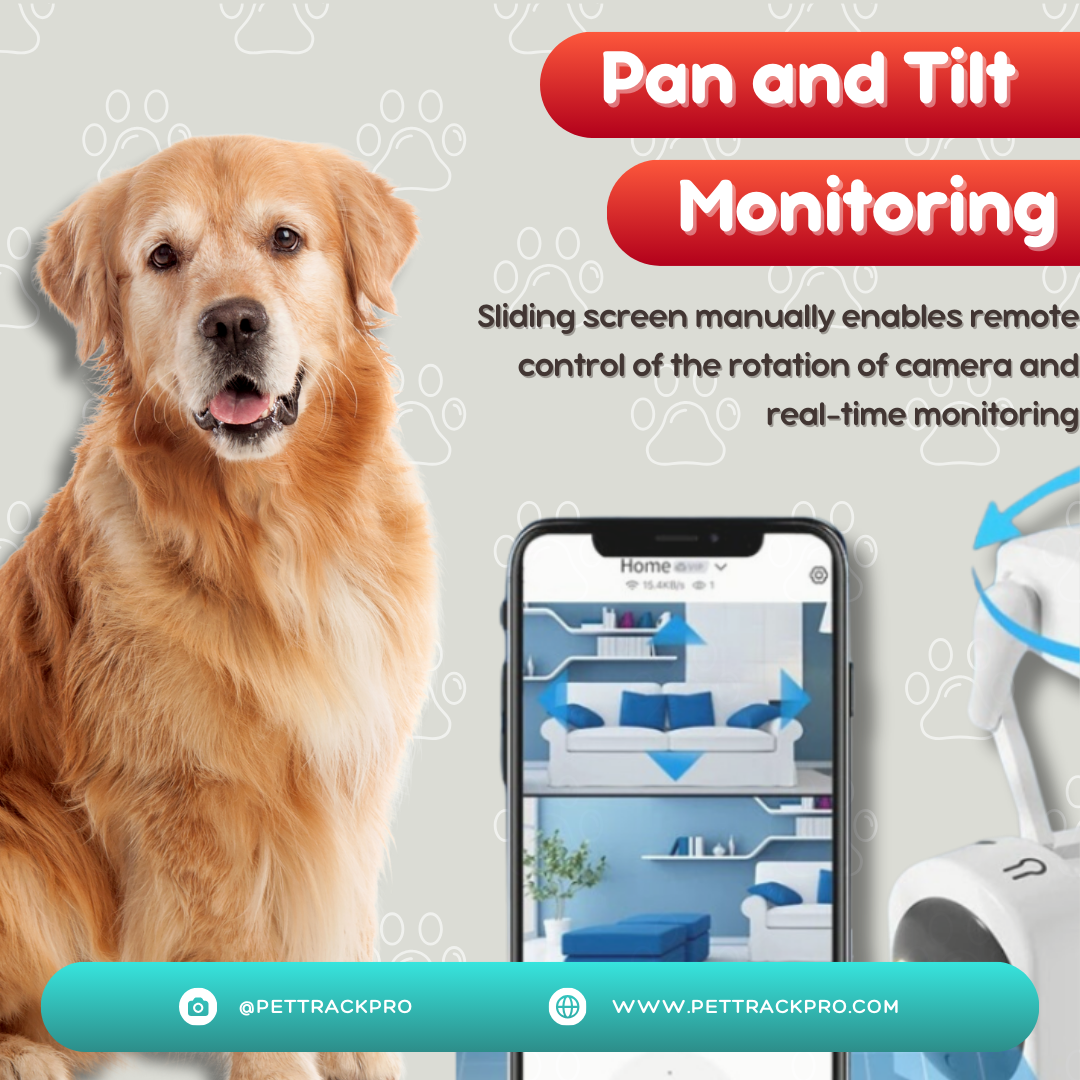 Pan and Tilt
Monitoring
Sliding screen manually enables remote
control of the rotation of camera and
real-time monitoring
Home
15.4KB/s 1
@PETTRACKPRO
WWW.PETTRACKPRO.COM